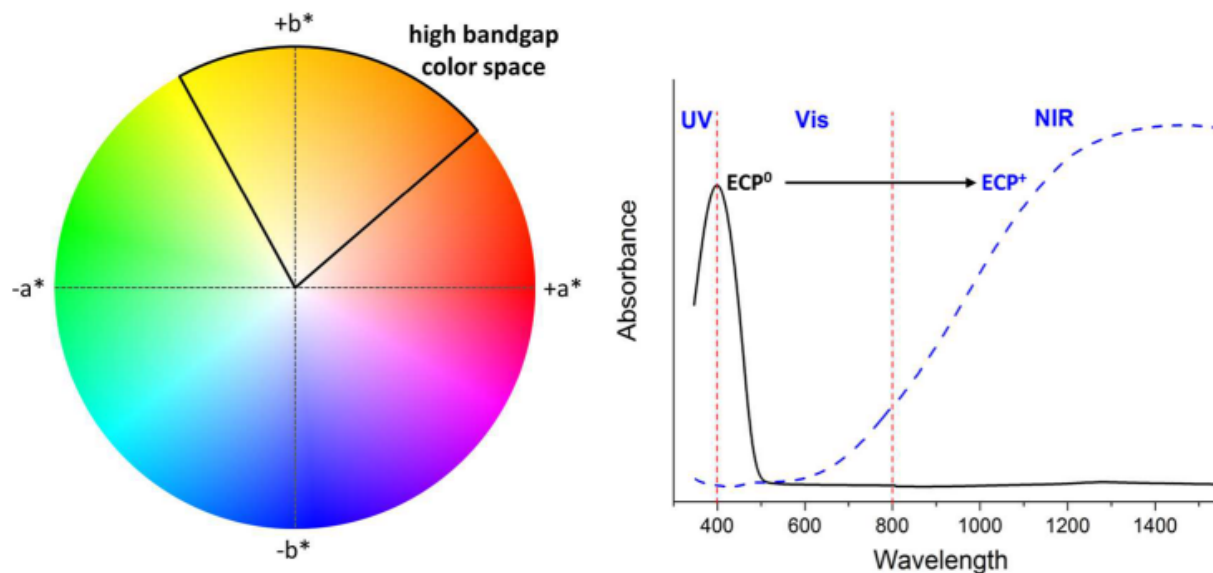 +b*
high bandgap
color space
-a*
+a*
-b*
UV
Vis
NIR
ECP⁰
ECP⁺
Absorbance
400
600
800
1000
1200
1400
Wavelength